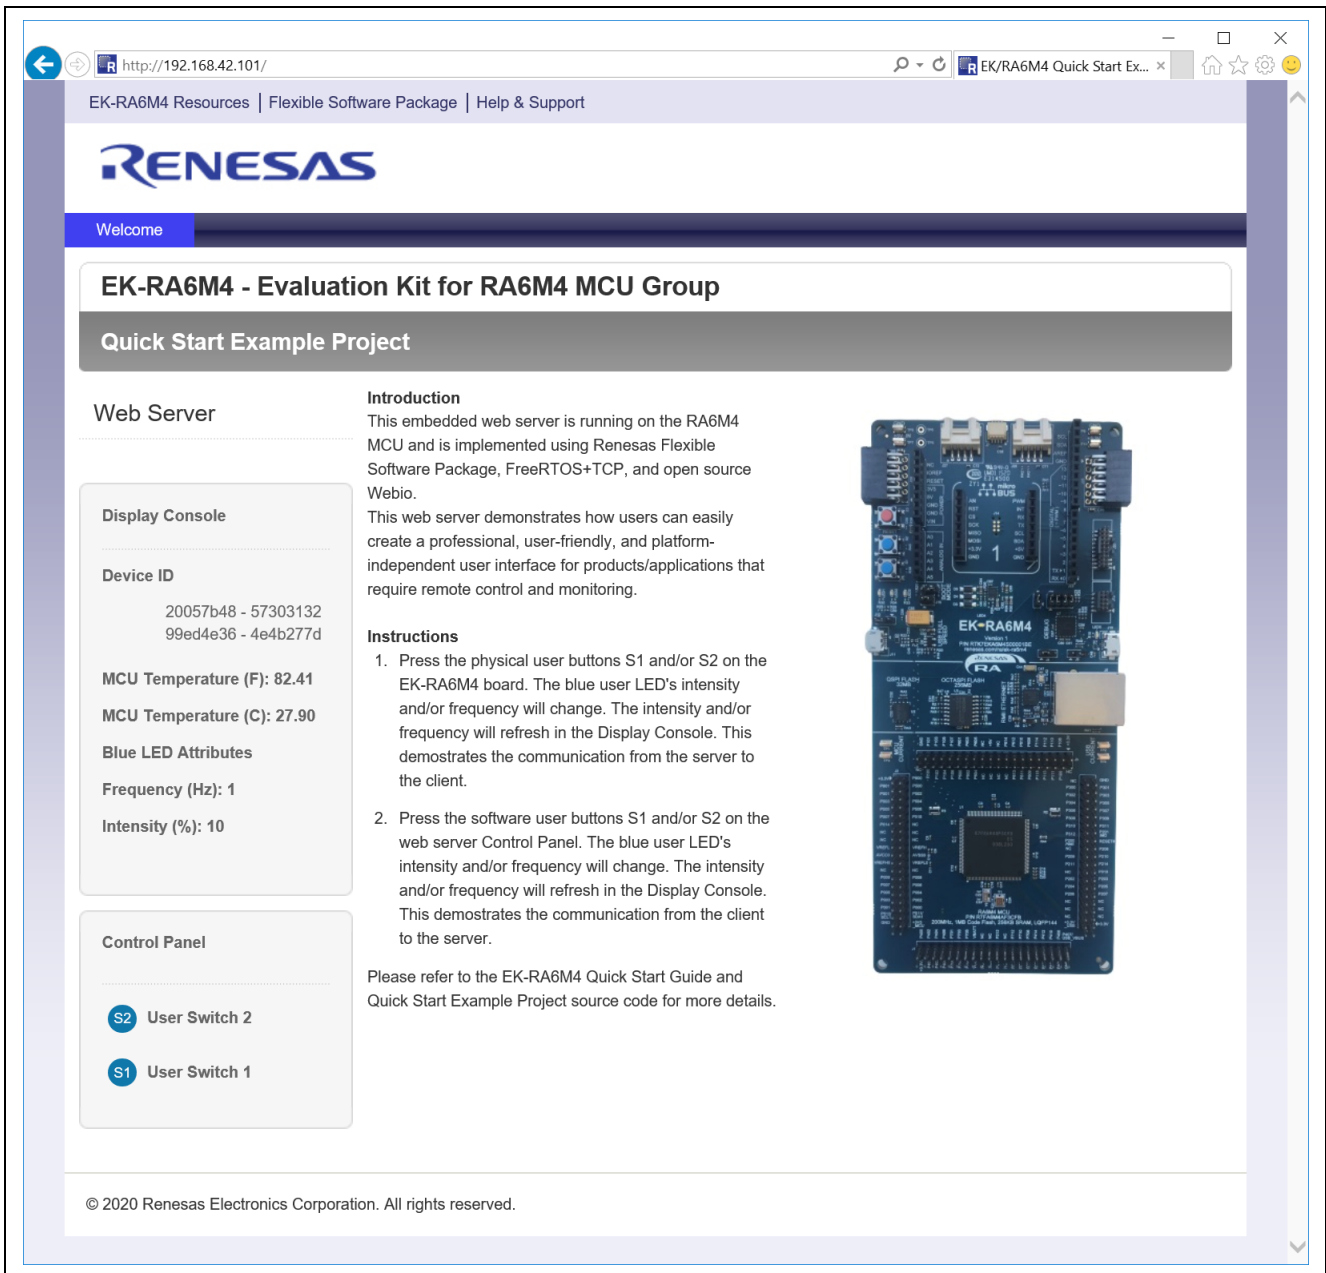 http://192.168.42.101/
EK/RA6M4 Quick Start Ex...
EK-RA6M4 Resources | Flexible Software Package | Help & Support
RENESAS
Welcome
EK-RA6M4 - Evaluation Kit for RA6M4 MCU Group
Quick Start Example Project
Web Server
Display Console
Device ID
20057b48 - 57303132
99ed4e36 - 4e4b277d
MCU Temperature (F): 82.41
MCU Temperature (C): 27.90
Blue LED Attributes
Frequency (Hz): 1
Intensity (%): 10
Control Panel
S2 User Switch 2
S1 User Switch 1
Introduction
This embedded web server is running on the RA6M4
MCU and is implemented using Renesas Flexible
Software Package, FreeRTOS+TCP, and open source
Webio.
This web server demonstrates how users can easily
create a professional, user-friendly, and platform-
independent user interface for products/applications that
require remote control and monitoring.
Instructions
1. Press the physical user buttons S1 and/or S2 on the
EK-RA6M4 board. The blue user LED's intensity
and/or frequency will change. The intensity and/or
frequency will refresh in the Display Console. This
demostrates the communication from the server to
the client.
2. Press the software user buttons S1 and/or S2 on the
web server Control Panel. The blue user LED's
intensity and/or frequency will change. The intensity
and/or frequency will refresh in the Display Console.
This demostrates the communication from the client
to the server.
Please refer to the EK-RA6M4 Quick Start Guide and
Quick Start Example Project source code for more details.
mikro
BUS
1
EK-RA6M4
Version 1
RENESAS
RA
OCTASPI FLASH
RA6M4 MCU
© 2020 Renesas Electronics Corporation. All rights reserved.